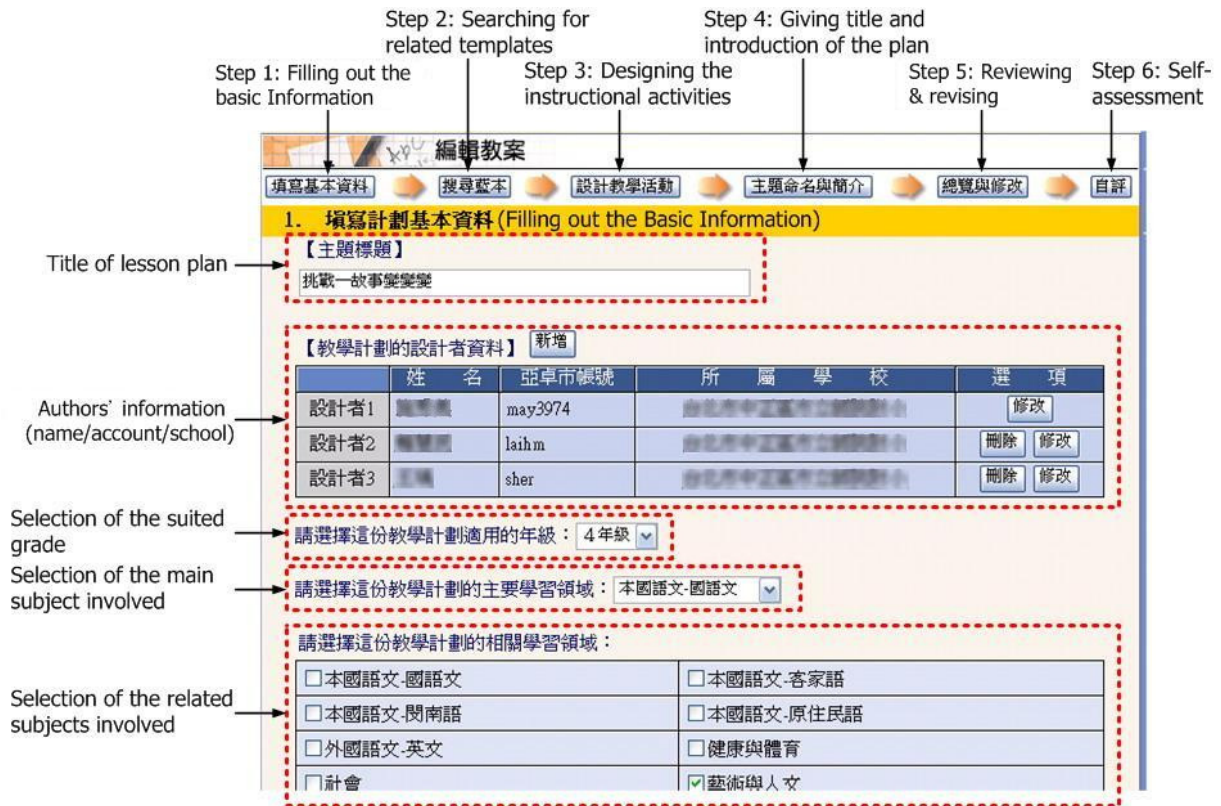 Step 2: Searching for
related templates
Step 4: Giving title and
introduction of the plan
Step 1: Filling out the
basic Information
Step 3: Designing the
instructional activities
Step 5: Reviewing
& revising
Step 6: Self-
assessment
編輯教案
填寫基本資料 搜尋藍本 設計教學活動 主題命名與簡介 總覽與修改 自評
1. 填寫計劃基本資料(Filling out the Basic Information)
Title of lesson plan
【主題標題】
挑戰一故事變變變
Authors' information
(name/account/school)
【教學計劃的設計者資料】 新增
姓 名 亞卓市帳號 所 屬 學 校 選 項
設計者1 may3974 修改
設計者2 laihm 刪除 修改
設計者3 sher 刪除 修改
Selection of the suited
grade
請選擇這份教學計劃適用的年級：4年級
Selection of the main
subject involved
請選擇這份教學計劃的主要學習領域：本國語文-國語文
Selection of the related
subjects involved
請選擇這份教學計劃的相關學習領域：
本國語文-國語文 本國語文-客家語
本國語文-閩南語 本國語文-原住民語
外國語文-英文 健康與體育
社會 藝術與人文